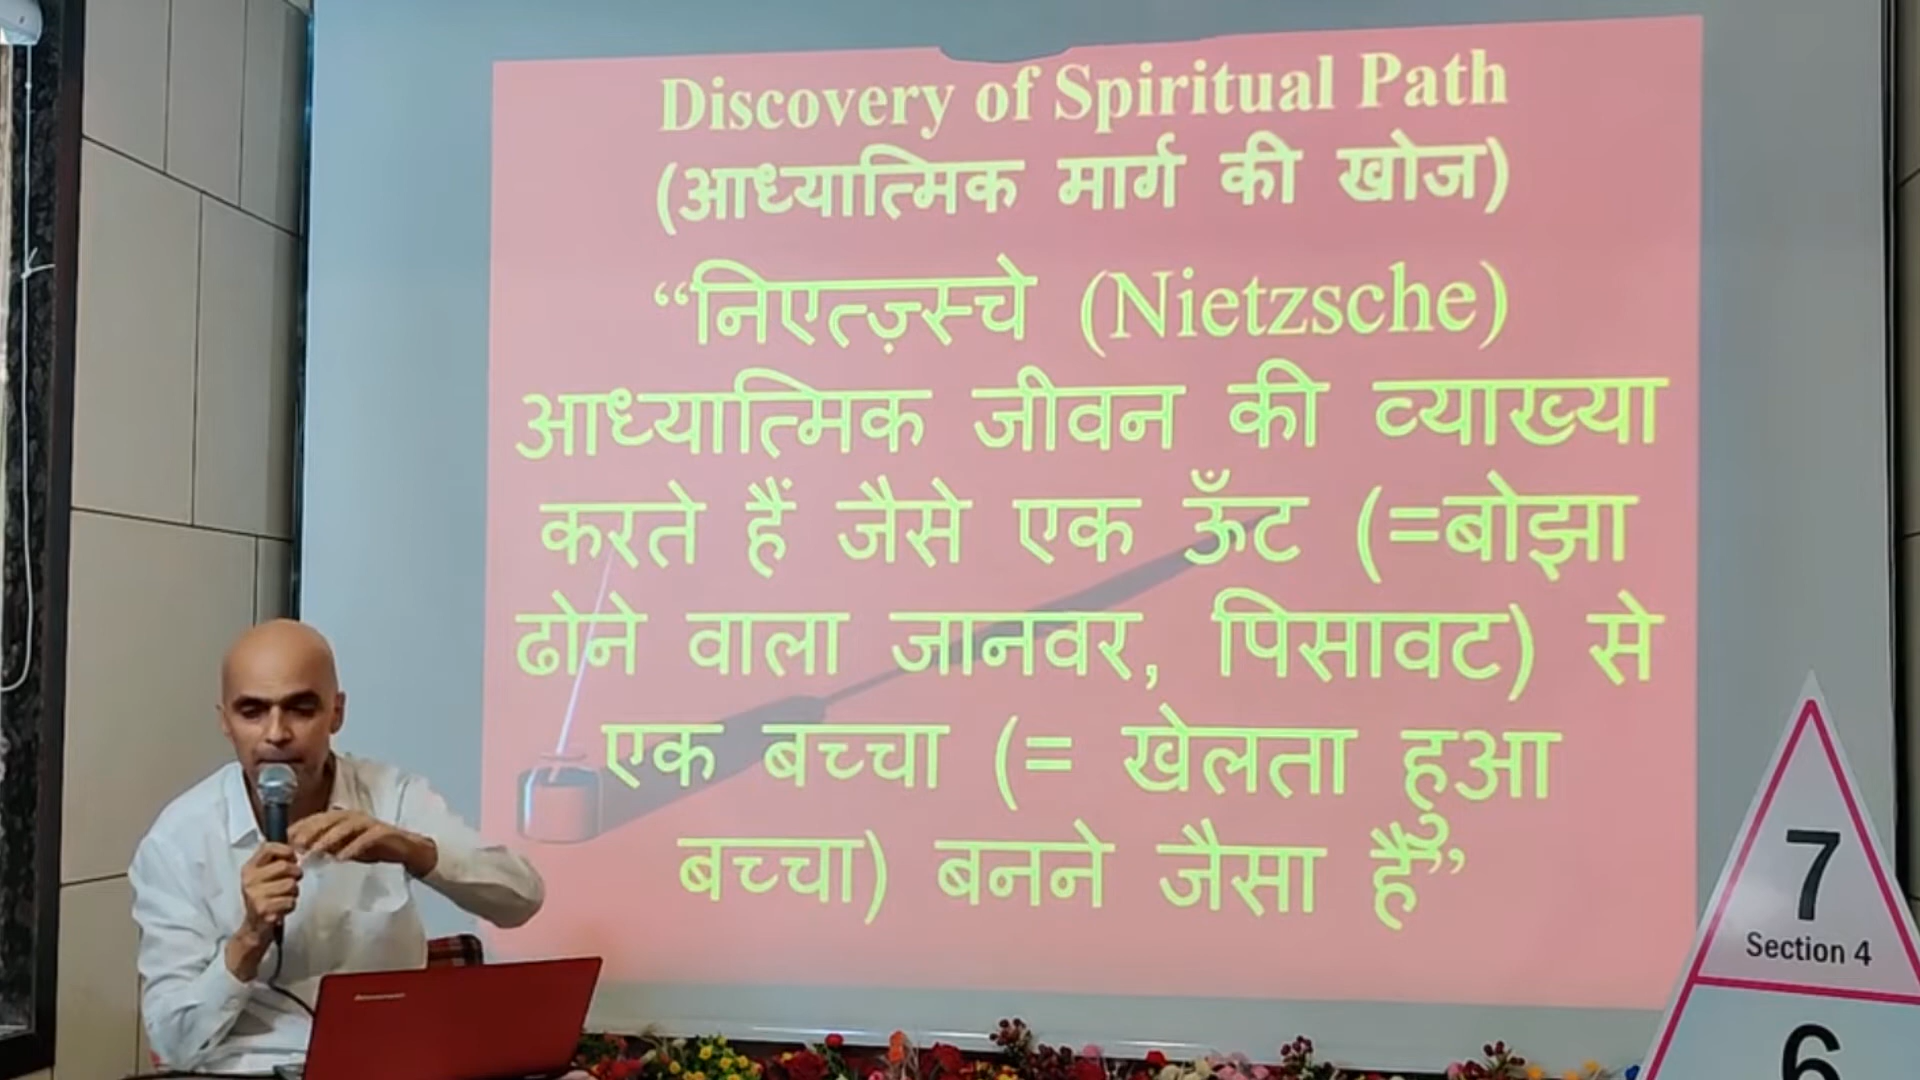 Discovery of Spiritual Path
(आध्यात्मिक मार्ग की खोज)
“निएत्ज़स्चे (Nietzsche)
आध्यात्मिक जीवन की व्याख्या
करते हैं जैसे एक ऊँट (=बोझा
ढोने वाला जानवर, पिसावट) से
एक बच्चा (= खेलता हुआ
बच्चा) बनने जैसा है”
7
Section 4
6